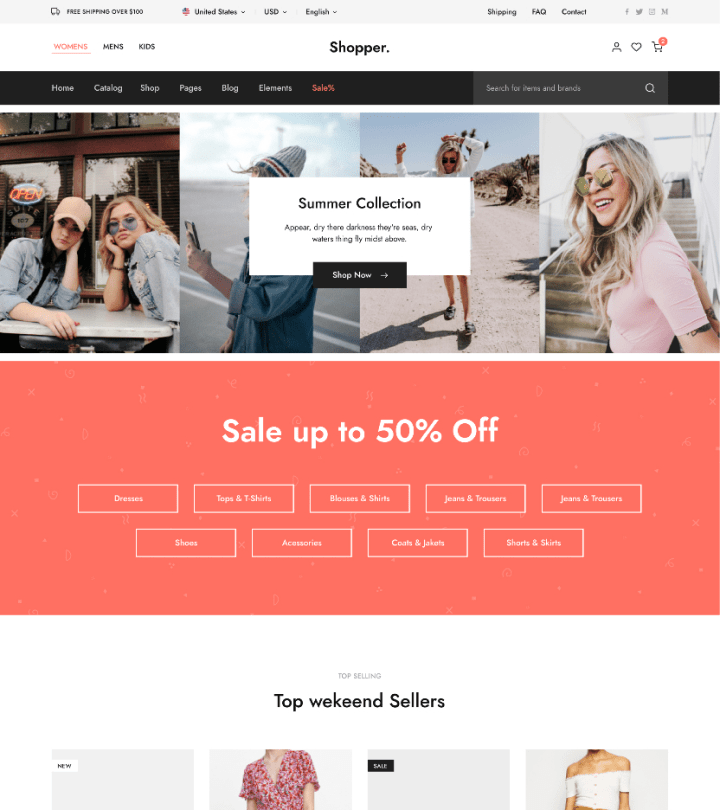 FREE SHIPPING OVER $100
United States
USD
English
Shipping
FAQ
Contact
WOMENS
MENS
KIDS
Shopper.
2
Home
Catalog
Shop
Pages
Blog
Elements
Sale%
Search for items and brands
OPEN
Summer Collection
Appear, dry there darkness they're seas, dry
waters thing fly midst above.
Shop Now
Sale up to 50% Off
Dresses
Tops & T-Shirts
Blouses & Shirts
Jeans & Trousers
Jeans & Trousers
Shoes
Acessories
Coats & Jakets
Shorts & Skirts
TOP SELLING
Top wekeend Sellers
NEW
SALE